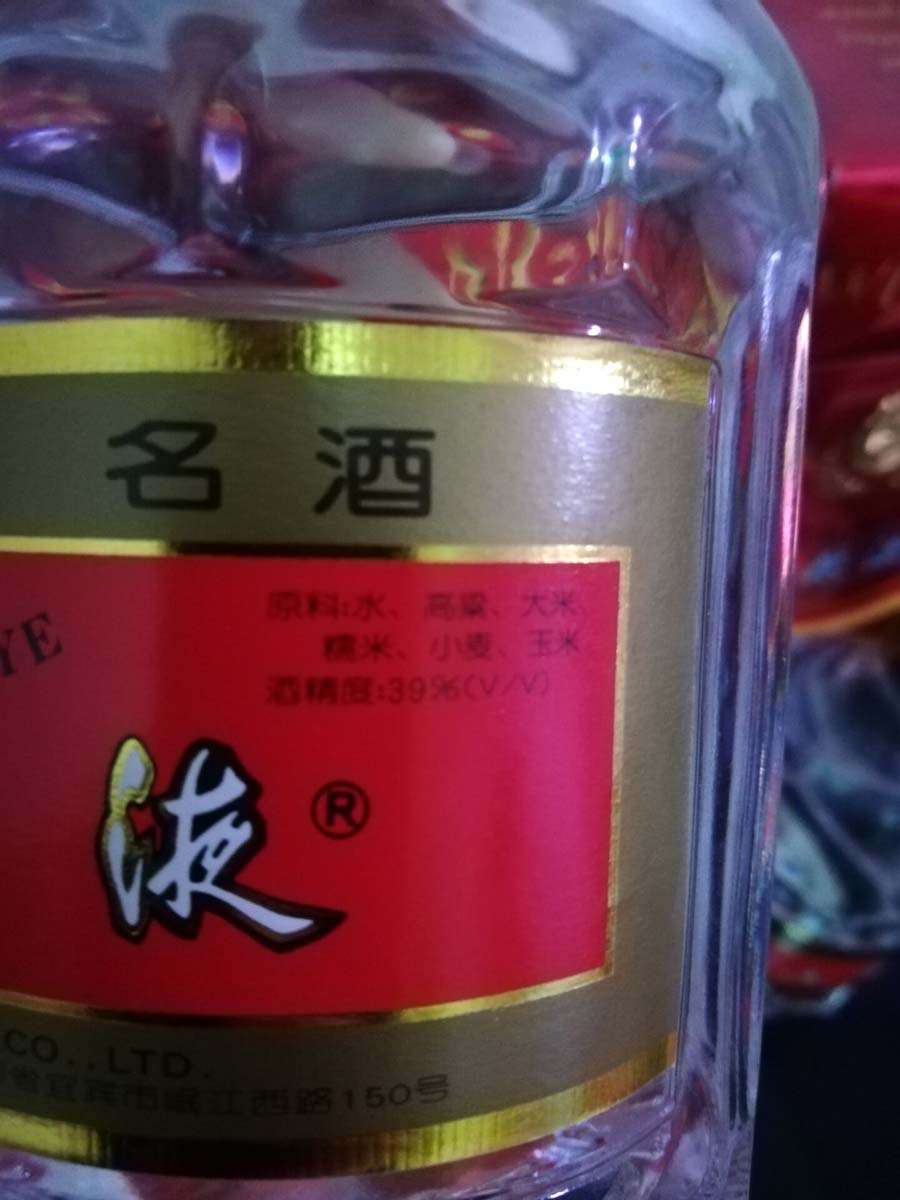 名酒
YE
原料:水、高粱、大米、
糯米、小麦、玉米
酒精度:39%(V/V)
液®
CO.,LTD.
省宜宾市岷江西路150号